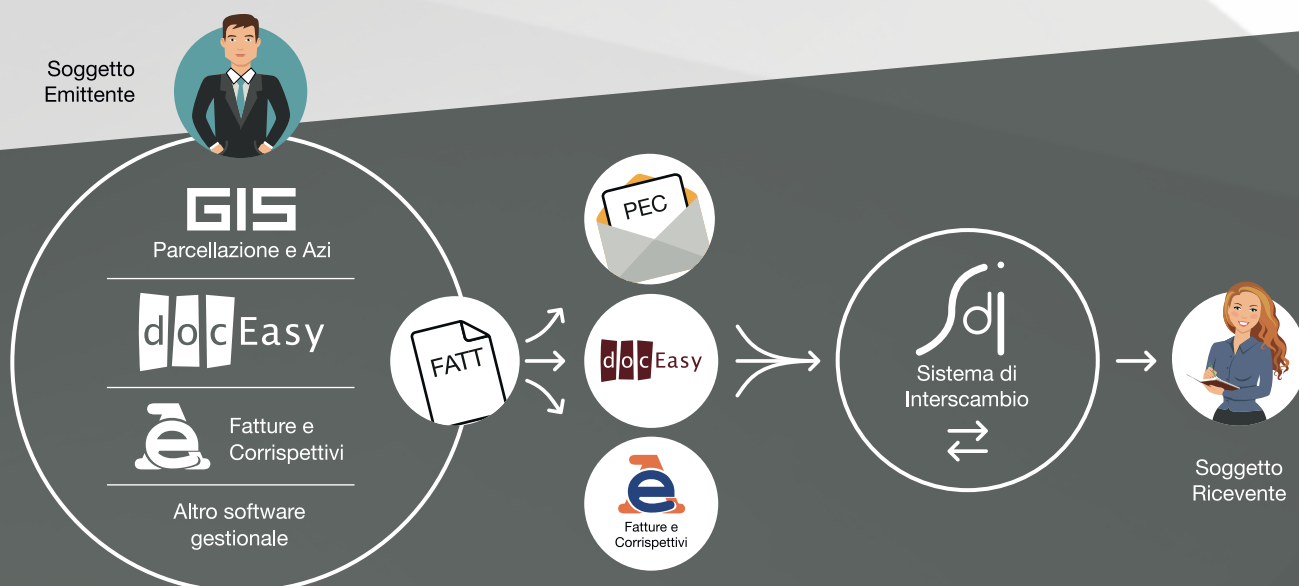 Soggetto
Emittente
GIS
Parcellazione e Azi
docEasy
e
Fatture e
Corrispettivi
Altro software
gestionale
FATT
PEC
docEasy
e
Fatture e
Corrispettivi
Sdi
Sistema di
Interscambio
Soggetto
Ricevente